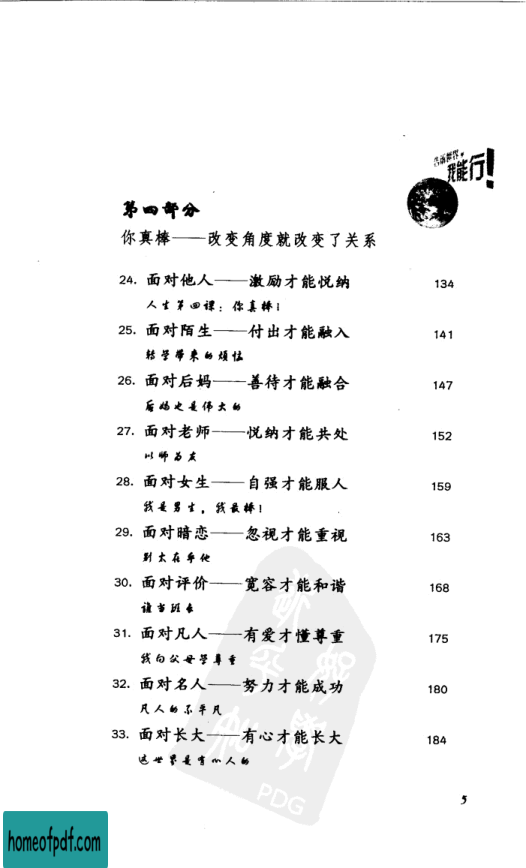 告诉世界，
我能行!
第四部分
你真棒——改变角度就改变了关系
24. 面对他人——激励才能悦纳 134
人生第四课：你真棒！
25. 面对陌生——付出才能融入 141
转学带来的烦恼
26. 面对后妈——善待才能融合 147
后妈也是伟大的
27. 面对老师——悦纳才能共处 152
以师为友
28. 面对女生——自强才能服人 159
我是男生，我最棒！
29. 面对暗恋——忽视才能重视 163
别太在乎他
30. 面对评价——宽容才能和谐 168
谁当班长
31. 面对凡人——有爱才懂尊重 175
我向父母学尊重
32. 面对名人——努力才能成功 180
凡人的不平凡
33. 面对长大——有心才能长大 184
这世界是有心人的
PDG
5
homeofpdf.com